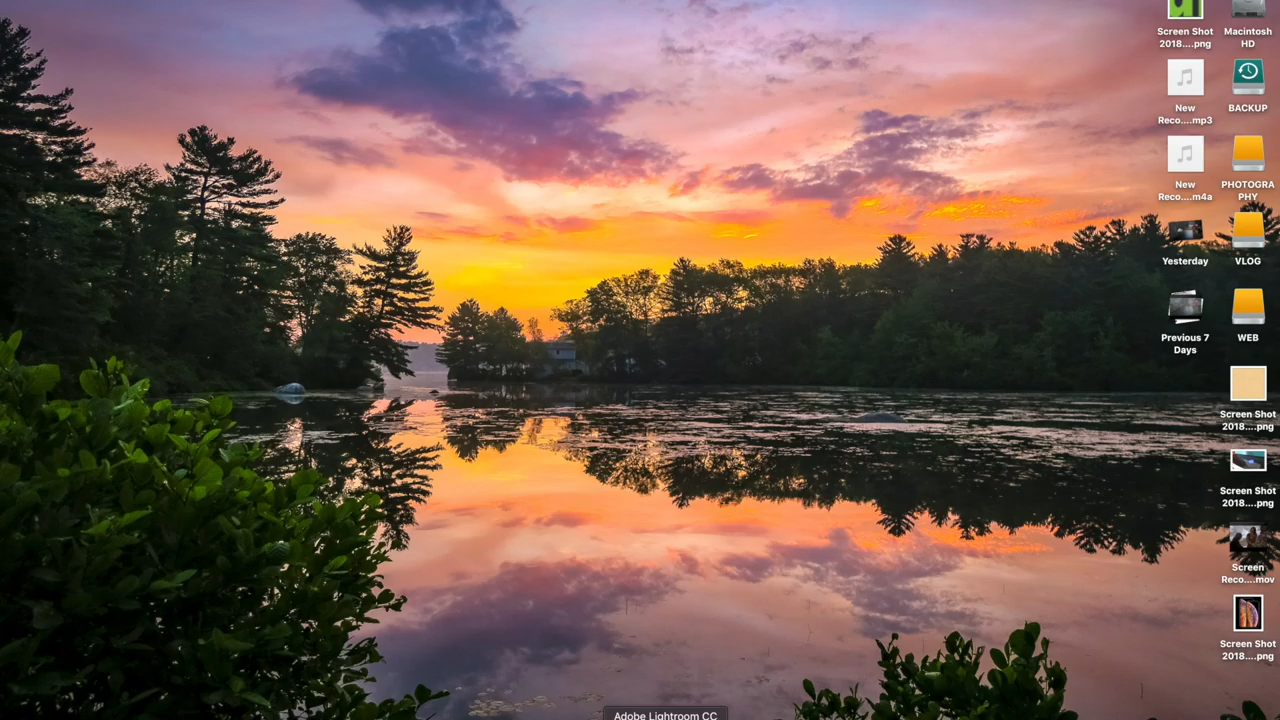 Screen Shot
2018....png
Macintosh
HD
New
Reco....mp3
BACKUP
New
Reco....m4a
PHOTOGRA
PHY
Yesterday
VLOG
Previous 7
Days
WEB
Screen Shot
2018....png
Screen Shot
2018....png
Screen
Reco....mov
Screen Shot
2018....png
Adobe Lightroom CC